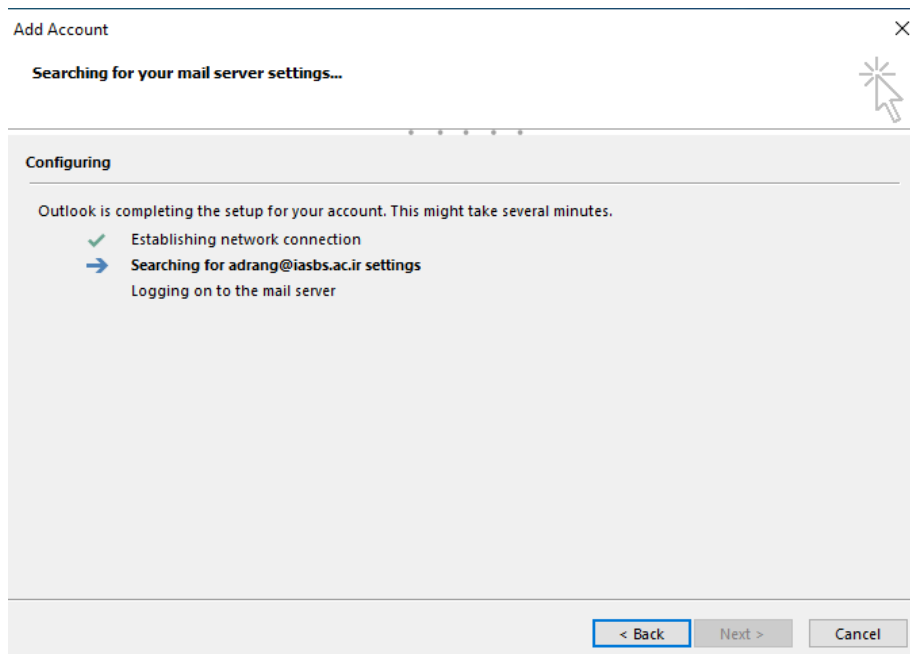 Add Account
Searching for your mail server settings...
Configuring
Outlook is completing the setup for your account. This might take several minutes.
Establishing network connection
Searching for adrang@iasbs.ac.ir settings
Logging on to the mail server
< Back Next > Cancel